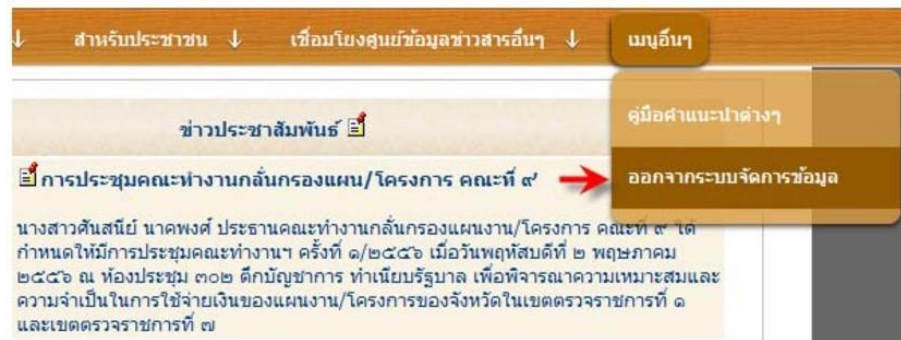 สำหรับประชาชน ↓ เชื่อมโยงศูนย์ข้อมูลข่าวสารอื่นๆ ↓ เมนูอื่นๆ
คู่มือคำแนะนำต่างๆ
ออกจากระบบจัดการข้อมูล
ข่าวประชาสัมพันธ์
การประชุมคณะทำงานกลั่นกรองแผน/โครงการ คณะที่ ๙
นางสาวศันสนีย์ นาคพงศ์ ประธานคณะทำงานกลั่นกรองแผนงาน/โครงการ คณะที่ ๙ ได้
กำหนดให้มีการประชุมคณะทำงานฯ ครั้งที่ ๑/๒๕๕๖ เมื่อวันพฤหัสบดีที่ ๒ พฤษภาคม
๒๕๕๖ ณ ห้องประชุม ๓๐๒ ตึกบัญชาการ ทำเนียบรัฐบาล เพื่อพิจารณาความเหมาะสมและ
ความจำเป็นในการใช้จ่ายเงินของแผนงาน/โครงการของจังหวัดในเขตตรวจราชการที่ ๑
และเขตตรวจราชการที่ ๗